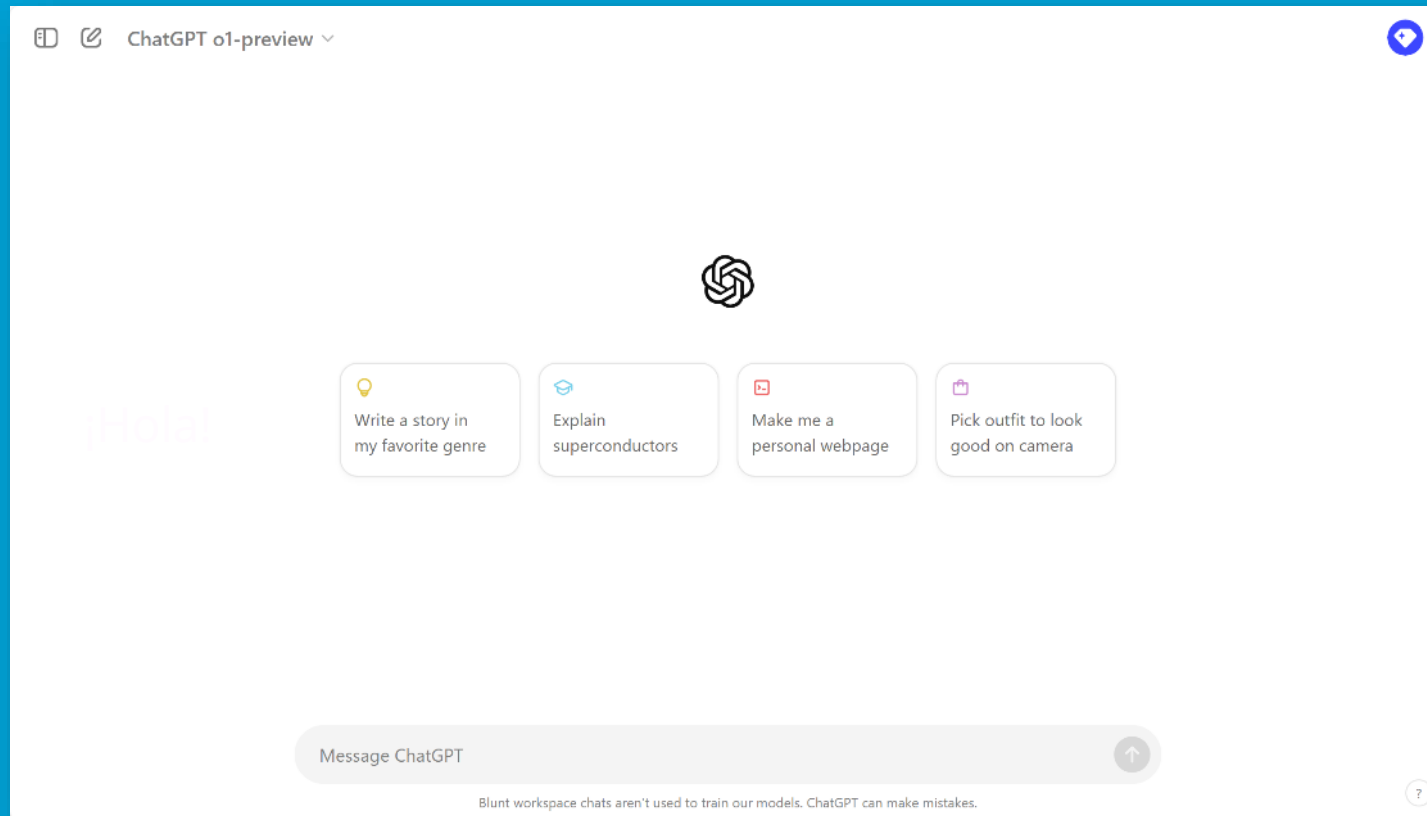 ChatGPT o1-preview
¡Hola!
Write a story in
my favorite genre
Explain
superconductors
Make me a
personal webpage
Pick outfit to look
good on camera
Message ChatGPT
Blunt workspace chats aren't used to train our models. ChatGPT can make mistakes.
?